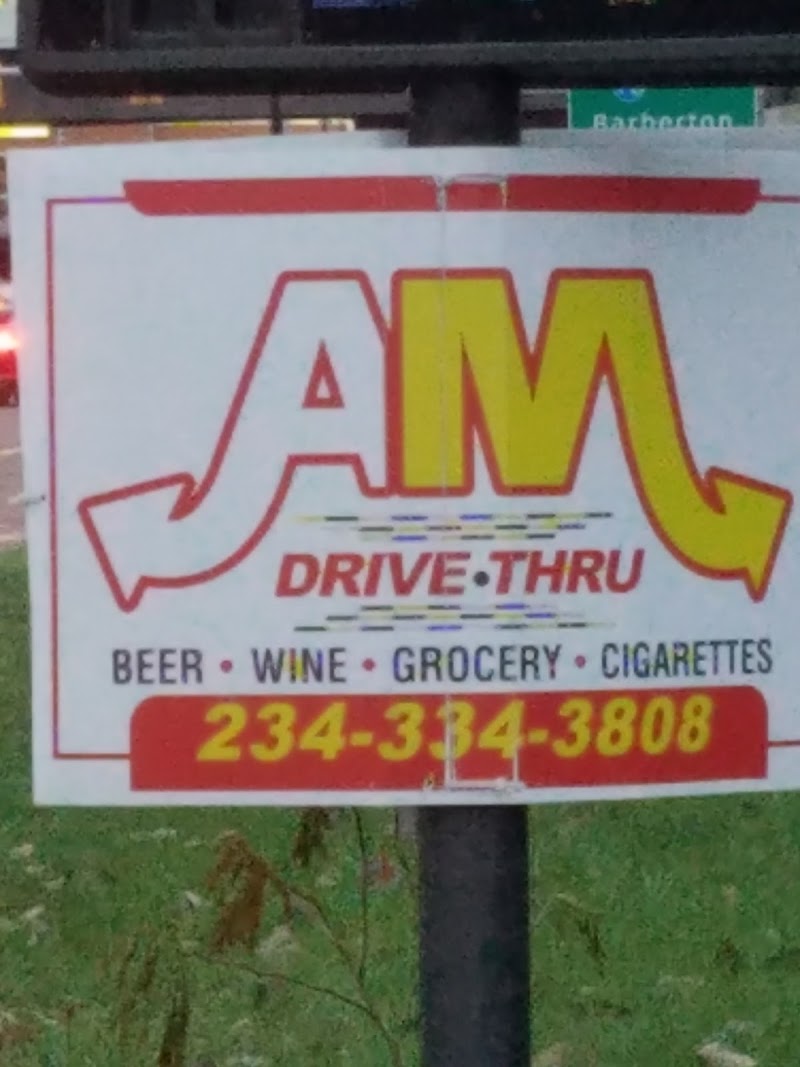 Barberton
AM
DRIVE•THRU
BEER • WINE • GROCERY • CIGARETTES
234-334-3808